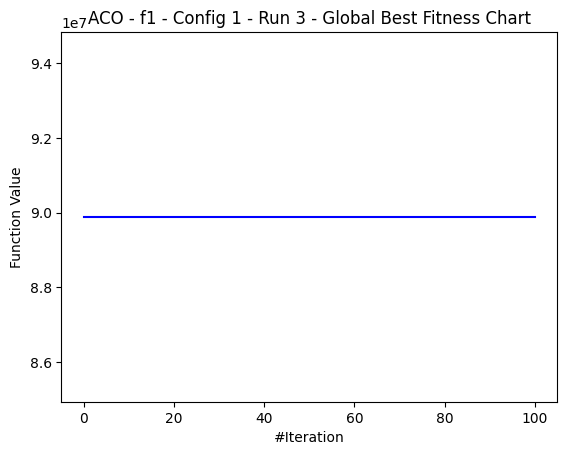 1e7
ACO - f1 - Config 1 - Run 3 - Global Best Fitness Chart
9.4
9.2
9.0
8.8
8.6
Function Value
0 20 40 60 80 100
#Iteration